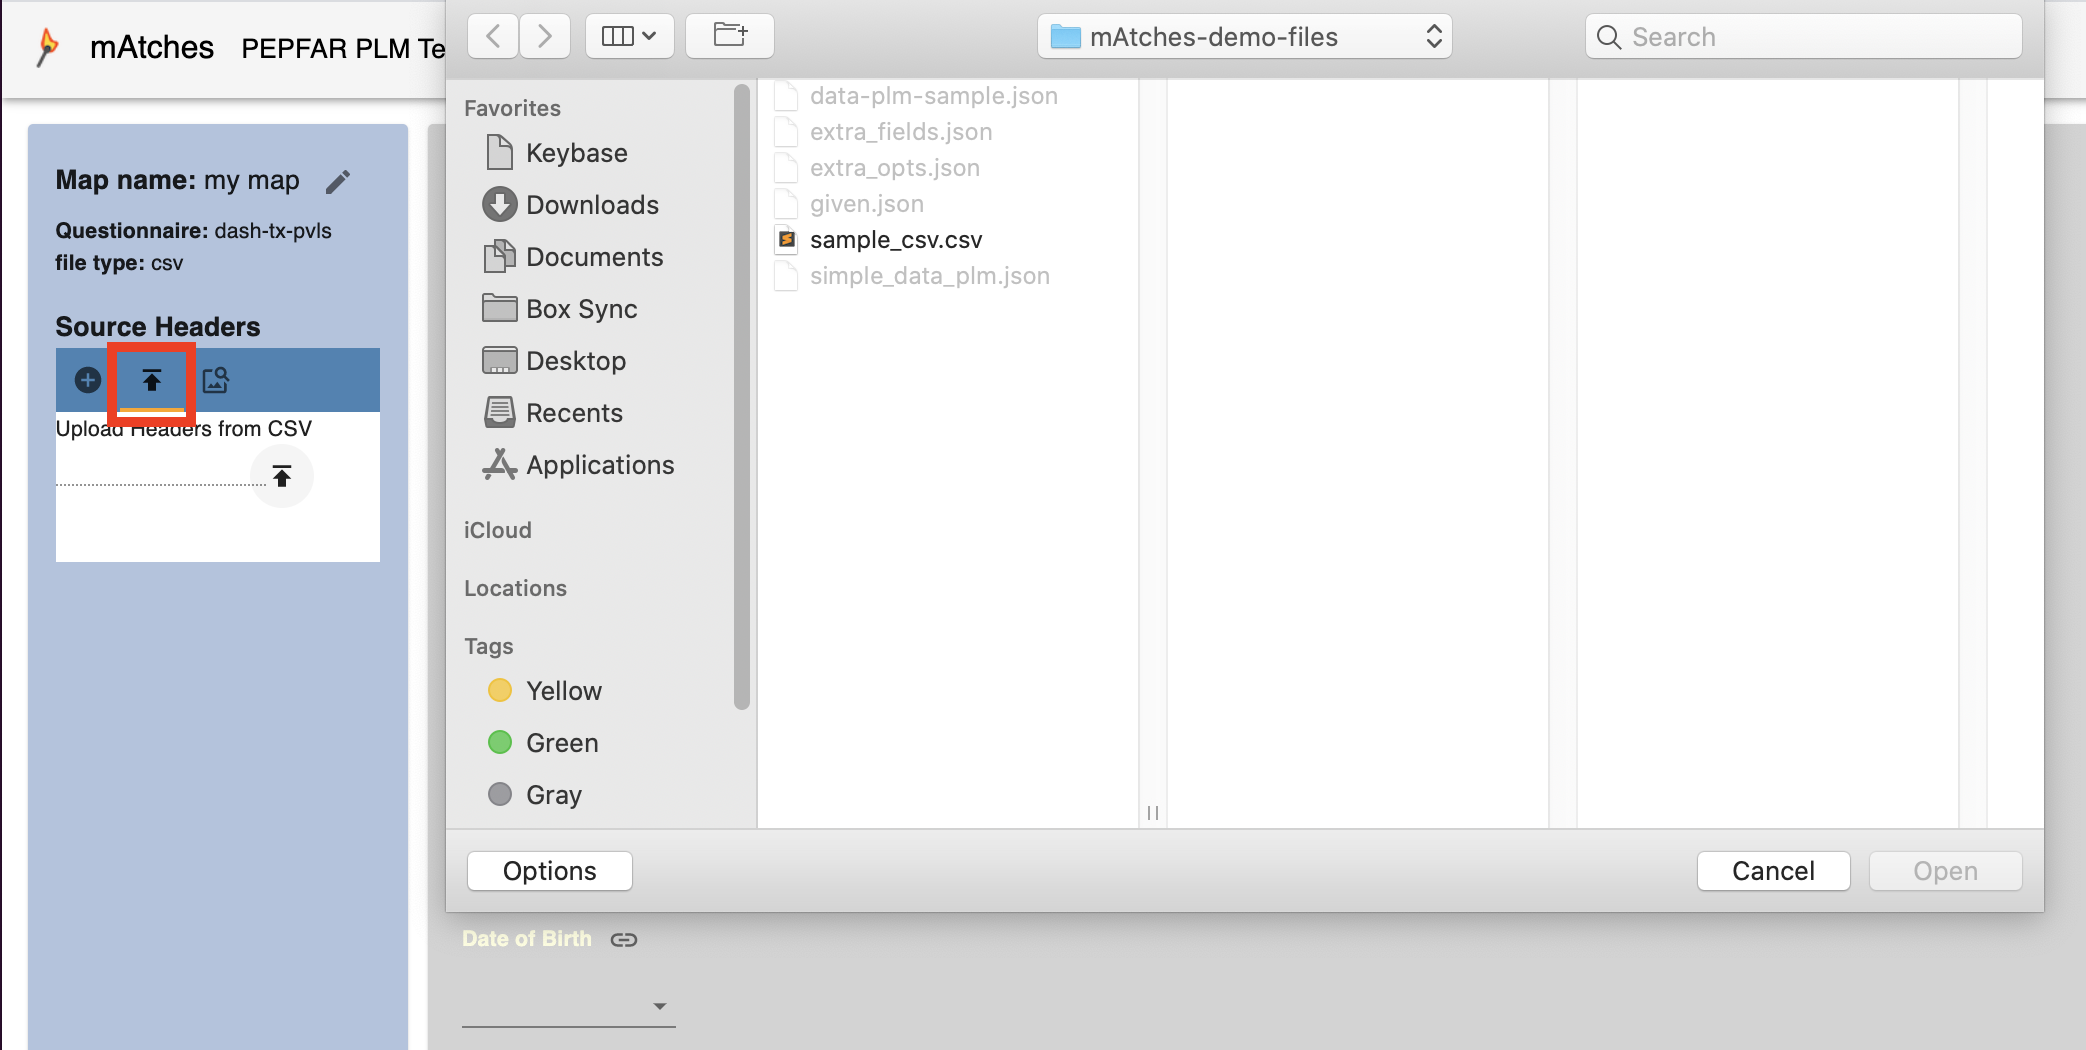 mAtches PEPFAR PLM Te
Map name: my map
Questionnaire: dash-tx-pvls
file type: csv
Source Headers
Upload Headers from CSV
mAtches-demo-files
Search
Favorites
Keybase
Downloads
Documents
Box Sync
Desktop
Recents
Applications
iCloud
Locations
Tags
Yellow
Green
Gray
data-plm-sample.json
extra_fields.json
extra_opts.json
given.json
sample_csv.csv
simple_data_plm.json
Options
Cancel
Open
Date of Birth